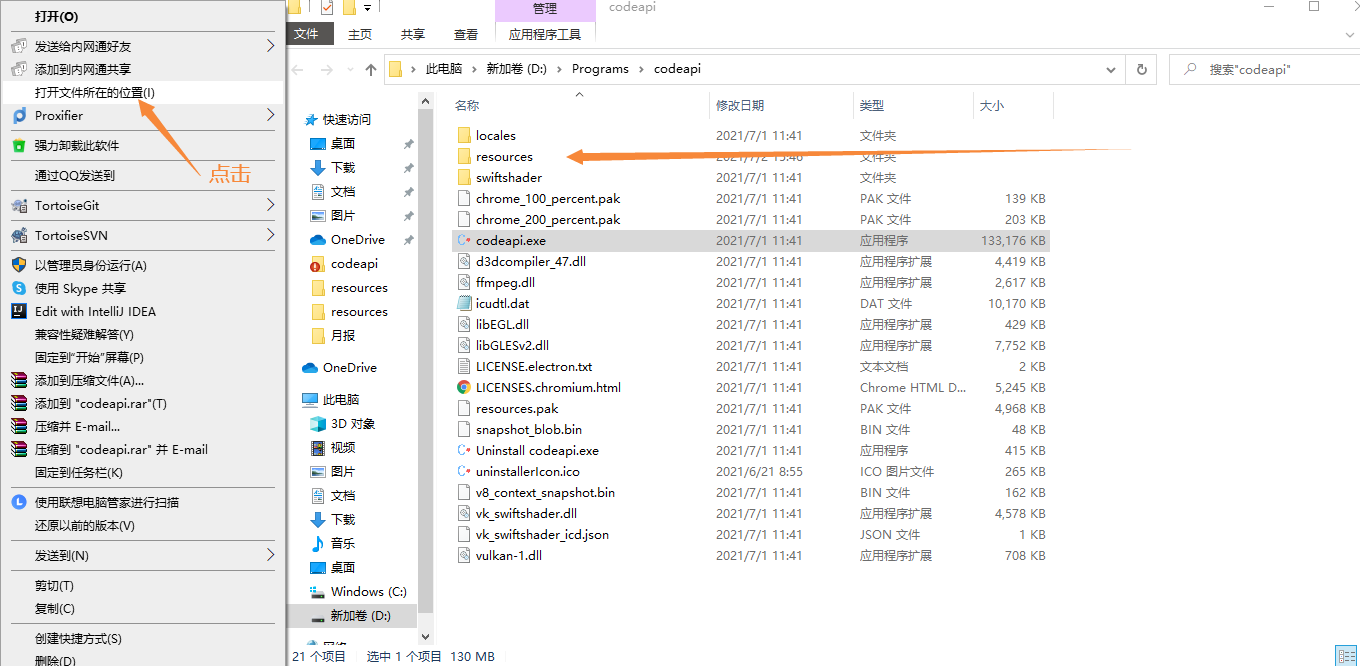 打开(O)
发送给内网通好友
添加到内网通共享
打开文件所在的位置(I)
Proxifier
强力卸载此软件
点击
通过QQ发送到
TortoiseGit
TortoiseSVN
以管理员身份运行(A)
使用 Skype 共享
Edit with IntelliJ IDEA
兼容性疑难解答(Y)
固定到"开始"屏幕(P)
添加到压缩文件(A)...
添加到 "codeapi.rar"(T)
压缩并 E-mail...
压缩到 "codeapi.rar" 并 E-mail
固定到任务栏(K)
使用联想电脑管家进行扫描
还原以前的版本(V)
发送到(N)
剪切(T)
复制(C)
创建快捷方式(S)
删除(D)
管理 codeapi
文件 主页 共享 查看 应用程序工具
此电脑 新加卷 (D:) Programs codeapi
搜索"codeapi"
快速访问
桌面
下载
文档
图片
OneDrive
codeapi
resources
resources
月报
OneDrive
此电脑
3D 对象
视频
图片
文档
下载
音乐
桌面
Windows (C:)
新加卷 (D:)
网络
名称 修改日期 类型 大小
locales 2021/7/1 11:41 文件夹
resources 2021/7/2 15:46 文件夹
swiftshader 2021/7/1 11:41 文件夹
chrome_100_percent.pak 2021/7/1 11:41 PAK 文件 139 KB
chrome_200_percent.pak 2021/7/1 11:41 PAK 文件 203 KB
codeapi.exe 2021/7/1 11:41 应用程序 133,176 KB
d3dcompiler_47.dll 2021/7/1 11:41 应用程序扩展 4,419 KB
ffmpeg.dll 2021/7/1 11:41 应用程序扩展 2,617 KB
icudtl.dat 2021/7/1 11:41 DAT 文件 10,170 KB
libEGL.dll 2021/7/1 11:41 应用程序扩展 429 KB
libGLESv2.dll 2021/7/1 11:41 应用程序扩展 7,752 KB
LICENSE.electron.txt 2021/7/1 11:41 文本文档 2 KB
LICENSES.chromium.html 2021/7/1 11:41 Chrome HTML D... 5,245 KB
resources.pak 2021/7/1 11:41 PAK 文件 4,968 KB
snapshot_blob.bin 2021/7/1 11:41 BIN 文件 48 KB
Uninstall codeapi.exe 2021/7/1 11:41 应用程序 415 KB
uninstallerIcon.ico 2021/6/21 8:55 ICO 图片文件 265 KB
v8_context_snapshot.bin 2021/7/1 11:41 BIN 文件 162 KB
vk_swiftshader.dll 2021/7/1 11:41 应用程序扩展 4,578 KB
vk_swiftshader_icd.json 2021/7/1 11:41 JSON 文件 1 KB
vulkan-1.dll 2021/7/1 11:41 应用程序扩展 708 KB
21 个项目 选中 1 个项目 130 MB